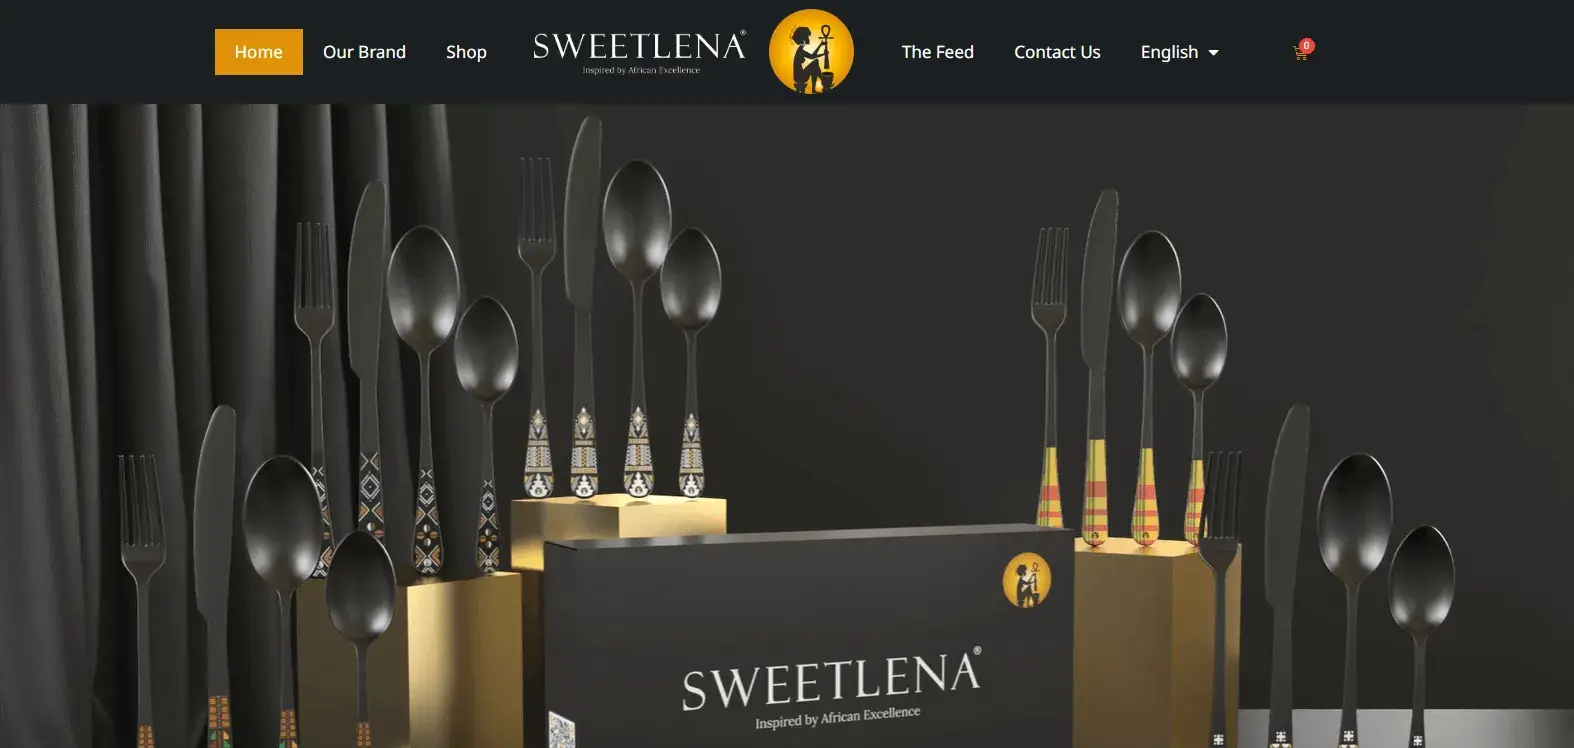 Home
Our Brand
Shop
SWEETLENA®
Inspired by African Excellence
The Feed
Contact Us
English
0
SWEETLENA®
Inspired by African Excellence